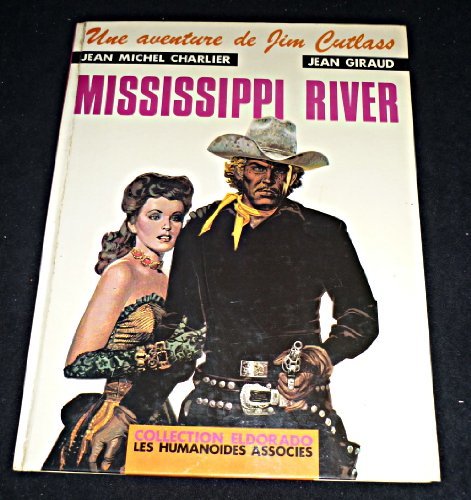 Une aventure de Jim Cutlass
JEAN MICHEL CHARLIER JEAN GIRAUD
MISSISSIPPI RIVER
COLLECTION ELDORADO
LES HUMANOIDES ASSOCIES